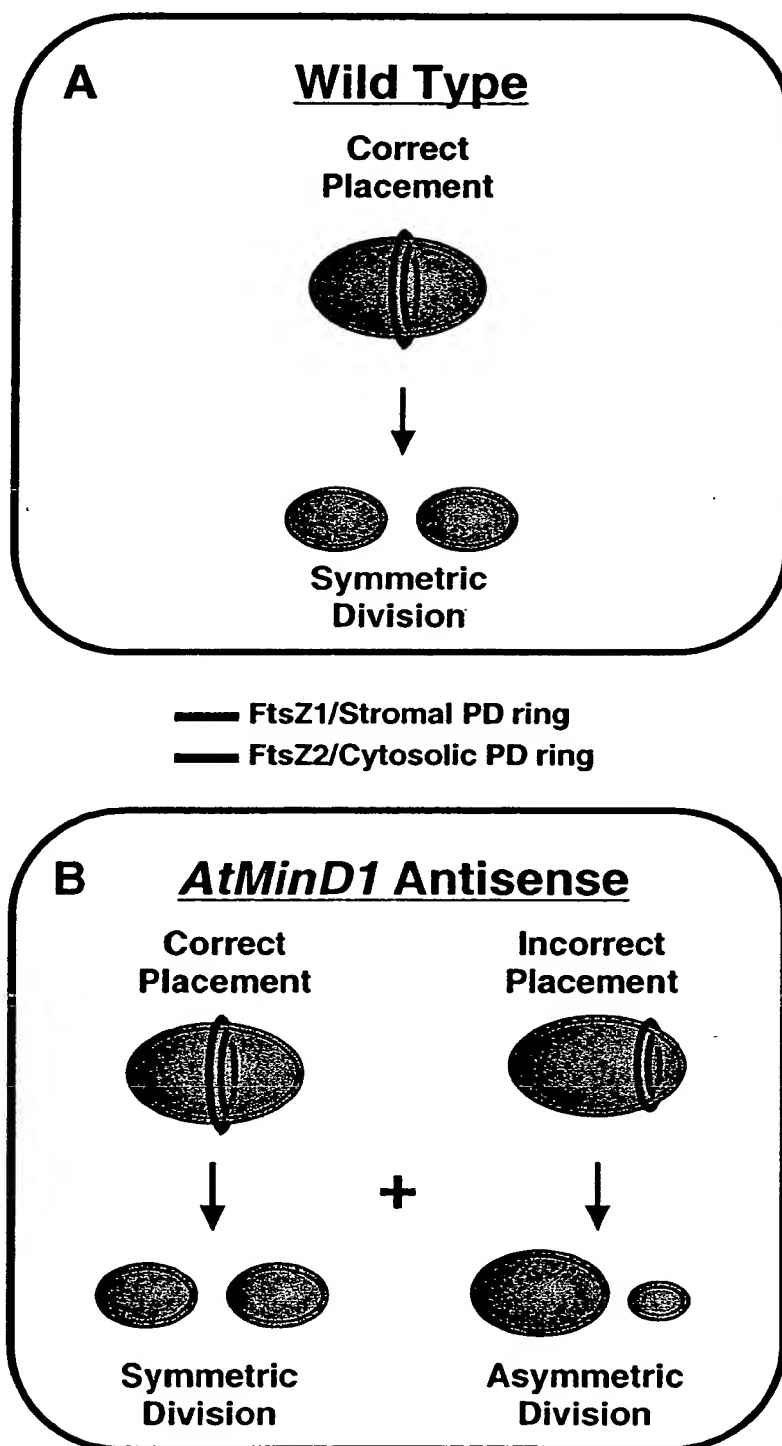 A
Wild Type
Correct
Placement
Symmetric
Division
FtsZ1/Stromal PD ring
FtsZ2/Cytosolic PD ring
B
AtMinD1 Antisense
Correct
Placement
Incorrect
Placement
+
Symmetric
Division
Asymmetric
Division